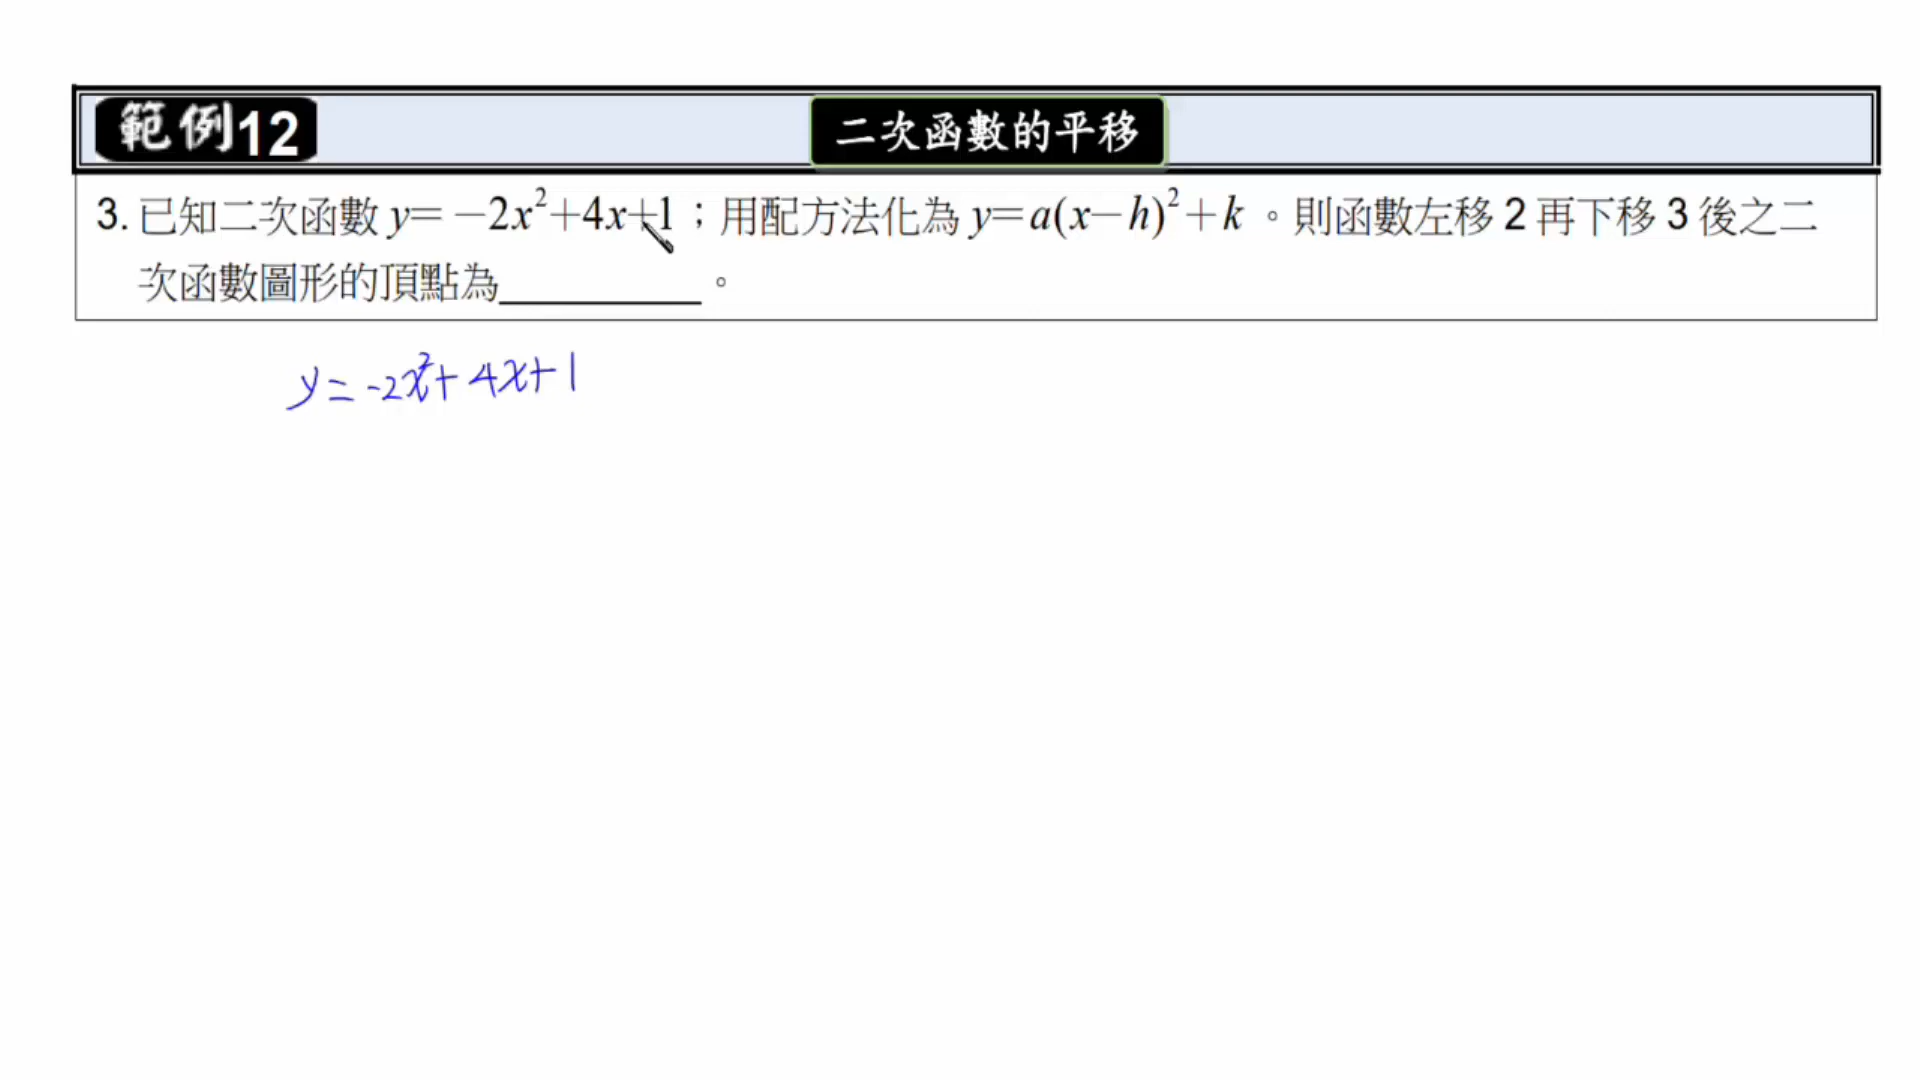 範例12
二次函數的平移
3. 已知二次函數 y=－2x²+4x+1；用配方法化為 y=a(x－h)²+k。則函數左移 2 再下移 3 後之二
次函數圖形的頂點為__________。
y=-2x²+4x+1